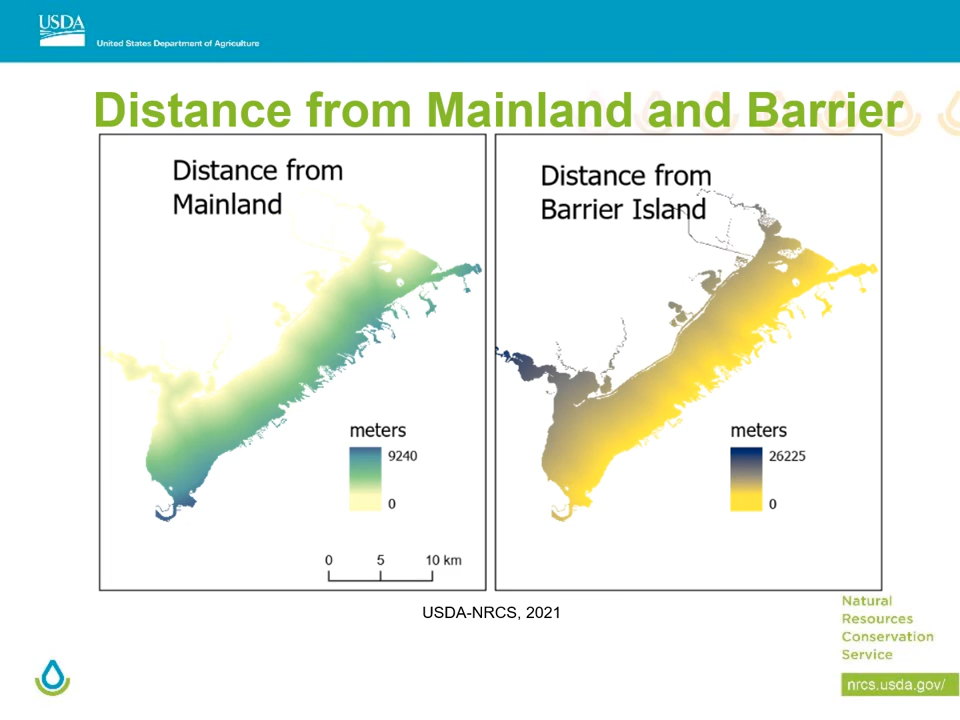 USDA
United States Department of Agriculture
Distance from Mainland and Barrier
Distance from
Mainland
meters
9240
0
0 5 10 km
Distance from
Barrier Island
meters
26225
0
USDA-NRCS, 2021
Natural
Resources
Conservation
Service
nrcs.usda.gov/